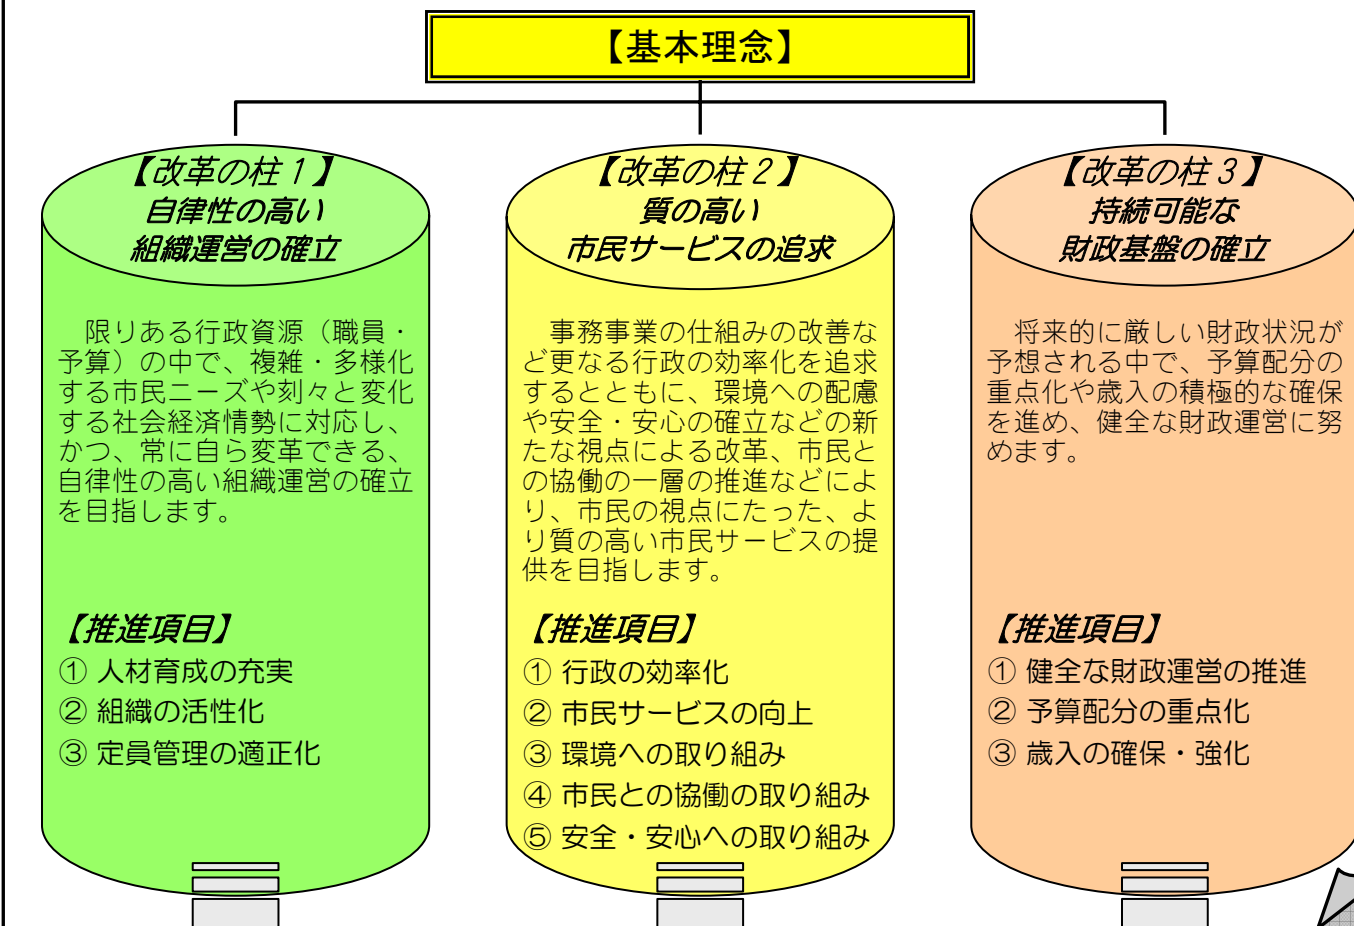 【基本理念】
【改革の柱１】
自律性の高い
組織運営の確立
限りある行政資源（職員・
予算）の中で、複雑・多様化
する市民ニーズや刻々と変化
する社会経済情勢に対応し、
かつ、常に自ら変革できる、
自律性の高い組織運営の確立
を目指します。
【推進項目】
① 人材育成の充実
② 組織の活性化
③ 定員管理の適正化
【改革の柱２】
質の高い
市民サービスの追求
事務事業の仕組みの改善な
ど更なる行政の効率化を追求
するとともに、環境への配慮
や安全・安心の確立などの新
たな視点による改革、市民と
の協働の一層の推進などによ
り、市民の視点にたった、よ
り質の高い市民サービスの提
供を目指します。
【推進項目】
① 行政の効率化
② 市民サービスの向上
③ 環境への取り組み
④ 市民との協働の取り組み
⑤ 安全・安心への取り組み
【改革の柱３】
持続可能な
財政基盤の確立
将来的に厳しい財政状況が
予想される中で、予算配分の
重点化や歳入の積極的な確保
を進め、健全な財政運営に努
めます。
【推進項目】
① 健全な財政運営の推進
② 予算配分の重点化
③ 歳入の確保・強化